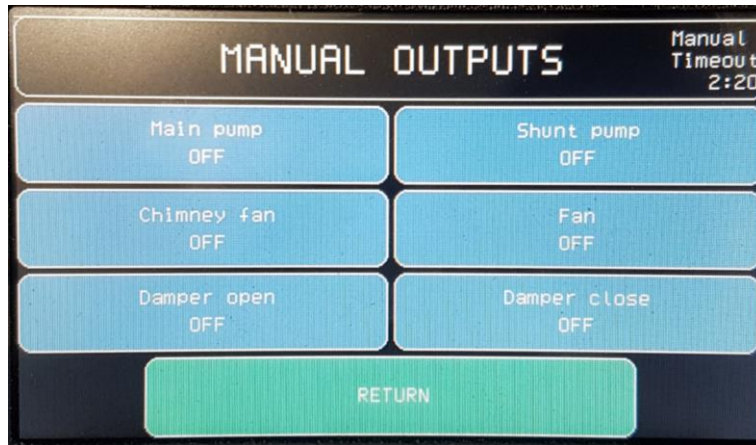 MANUAL OUTPUTS
Manual
Timeout
2:20
Main pump
OFF
Shunt pump
OFF
Chimney fan
OFF
Fan
OFF
Damper open
OFF
Damper close
OFF
RETURN